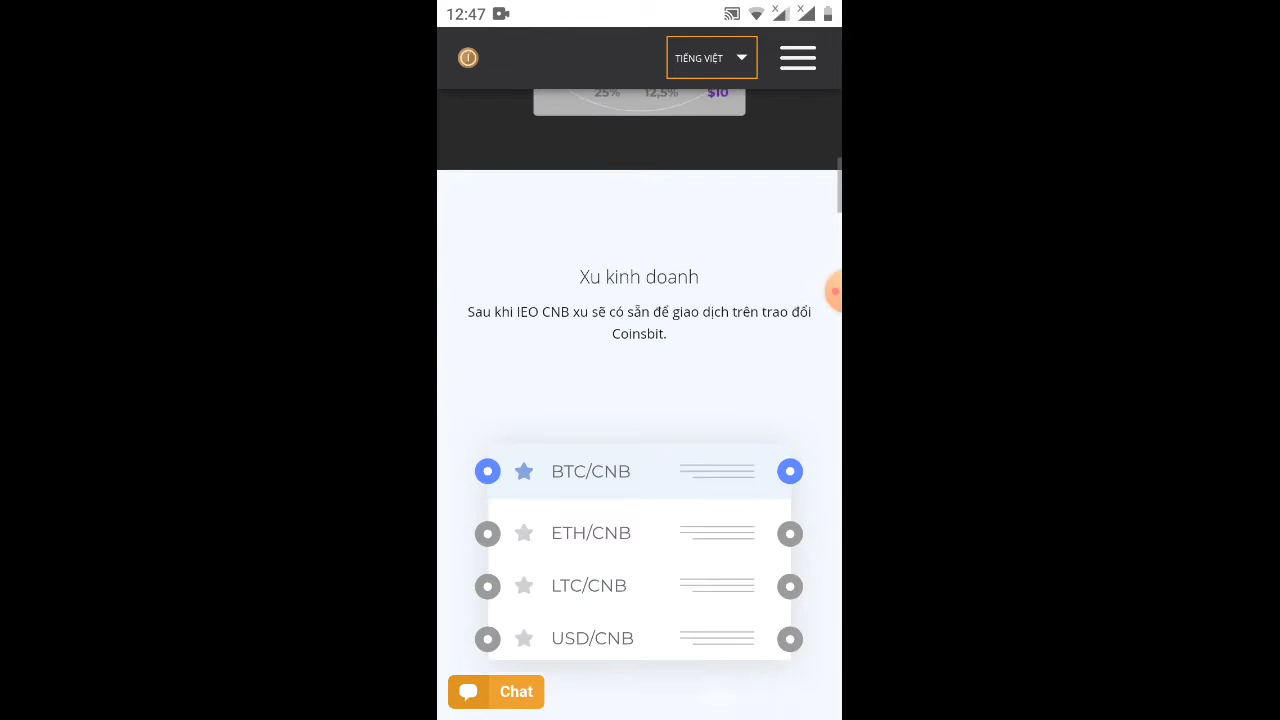 12:47
TIẾNG VIỆT
25% 12,5% $10
Xu kinh doanh
Sau khi IEO CNB xu sẽ có sẵn để giao dịch trên trao đổi
Coinsbit.
BTC/CNB
ETH/CNB
LTC/CNB
USD/CNB
Chat